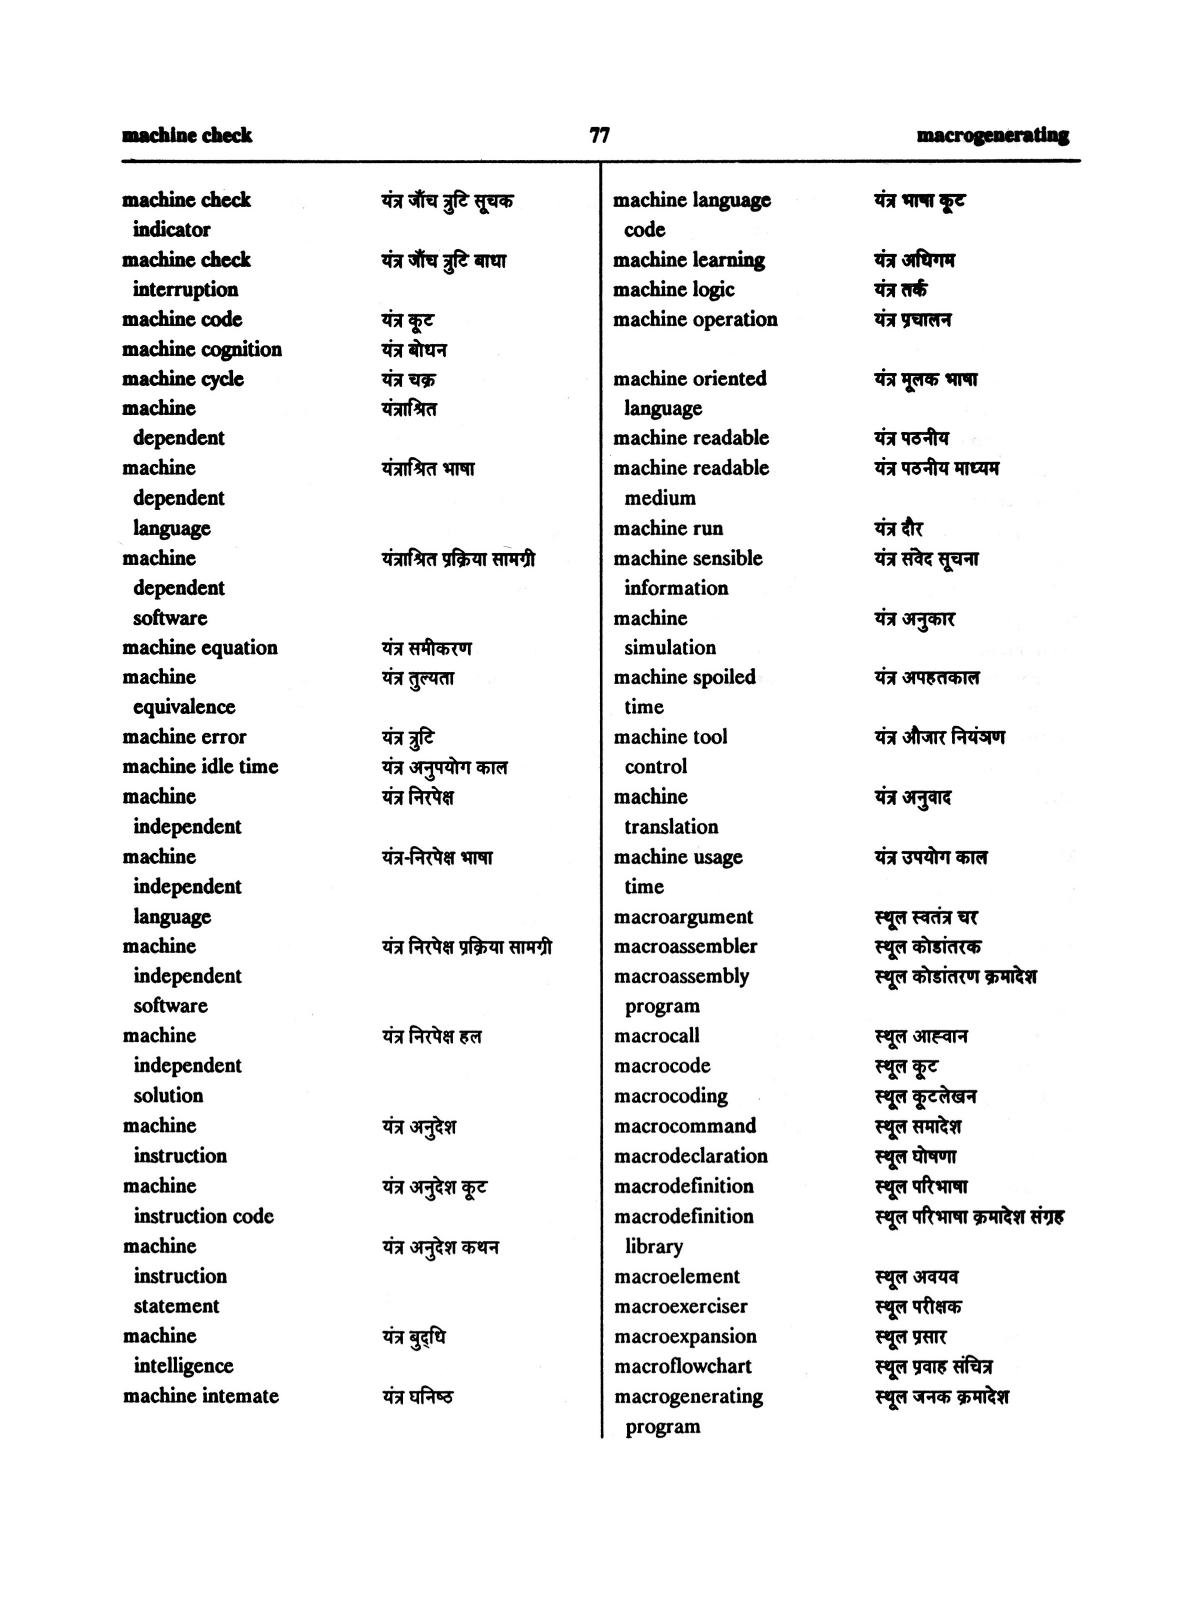 machine check 77 macrogenerating
machine check यंत्र जाँच त्रुटि सूचक
indicator
machine check यंत्र जाँच त्रुटि बाधा
interruption
machine code यंत्र कूट
machine cognition यंत्र बोधन
machine cycle यंत्र चक्र
machine यंत्राश्रित
dependent
machine यंत्राश्रित भाषा
dependent
language
machine यंत्राश्रित प्रक्रिया सामग्री
dependent
software
machine equation यंत्र समीकरण
machine यंत्र तुल्यता
equivalence
machine error यंत्र त्रुटि
machine idle time यंत्र अनुपयोग काल
machine यंत्र निरपेक्ष
independent
machine यंत्र-निरपेक्ष भाषा
independent
language
machine यंत्र निरपेक्ष प्रक्रिया सामग्री
independent
software
machine यंत्र निरपेक्ष हल
independent
solution
machine यंत्र अनुदेश
instruction
machine यंत्र अनुदेश कूट
instruction code
machine यंत्र अनुदेश कथन
instruction
statement
machine यंत्र बुद्धि
intelligence
machine intemate यंत्र घनिष्ठ
machine language यंत्र भाषा कूट
code
machine learning यंत्र अधिगम
machine logic यंत्र तर्क
machine operation यंत्र प्रचालन
machine oriented यंत्र मूलक भाषा
language
machine readable यंत्र पठनीय
machine readable यंत्र पठनीय माध्यम
medium
machine run यंत्र दौर
machine sensible यंत्र संवेद सूचना
information
machine यंत्र अनुकार
simulation
machine spoiled यंत्र अपहतकाल
time
machine tool यंत्र औजार नियंञण
control
machine यंत्र अनुवाद
translation
machine usage यंत्र उपयोग काल
time
macroargument स्थूल स्वतंत्र चर
macroassembler स्थूल कोडांतरक
macroassembly स्थूल कोडांतरण क्रमादेश
program
macrocall स्थूल आह्वान
macrocode स्थूल कूट
macrocoding स्थूल कूटलेखन
macrocommand स्थूल समादेश
macrodeclaration स्थूल घोषणा
macrodefinition स्थूल परिभाषा
macrodefinition स्थूल परिभाषा क्रमादेश संग्रह
library
macroelement स्थूल अवयव
macroexerciser स्थूल परीक्षक
macroexpansion स्थूल प्रसार
macroflowchart स्थूल प्रवाह संचित्र
macrogenerating स्थूल जनक क्रमादेश
program